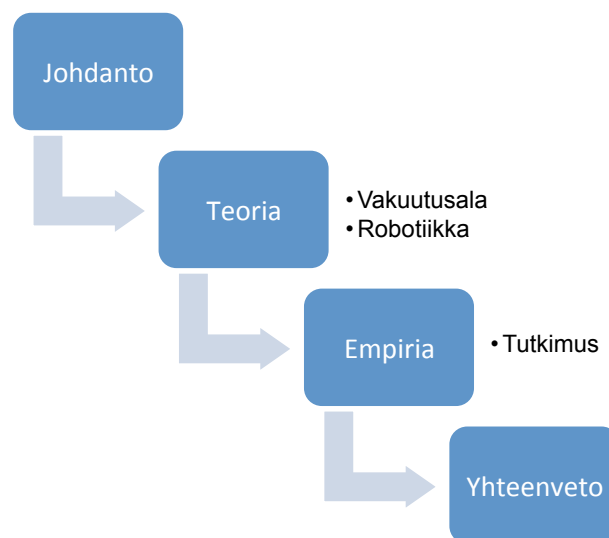 Johdanto
Teoria
• Vakuutusala
• Robotiikka
Empiria
• Tutkimus
Yhteenveto